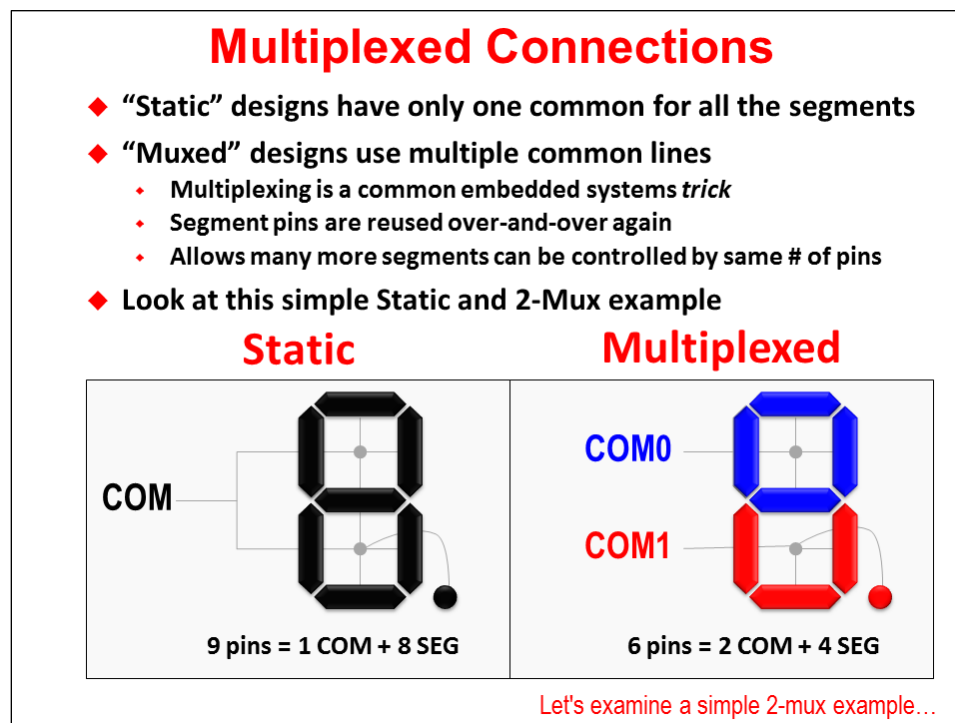 Multiplexed Connections
“Static” designs have only one common for all the segments
“Muxed” designs use multiple common lines
Multiplexing is a common embedded systems trick
Segment pins are reused over-and-over again
Allows many more segments can be controlled by same # of pins
Look at this simple Static and 2-Mux example
Static
Multiplexed
COM
COM0
COM1
9 pins = 1 COM + 8 SEG
6 pins = 2 COM + 4 SEG
Let's examine a simple 2-mux example…